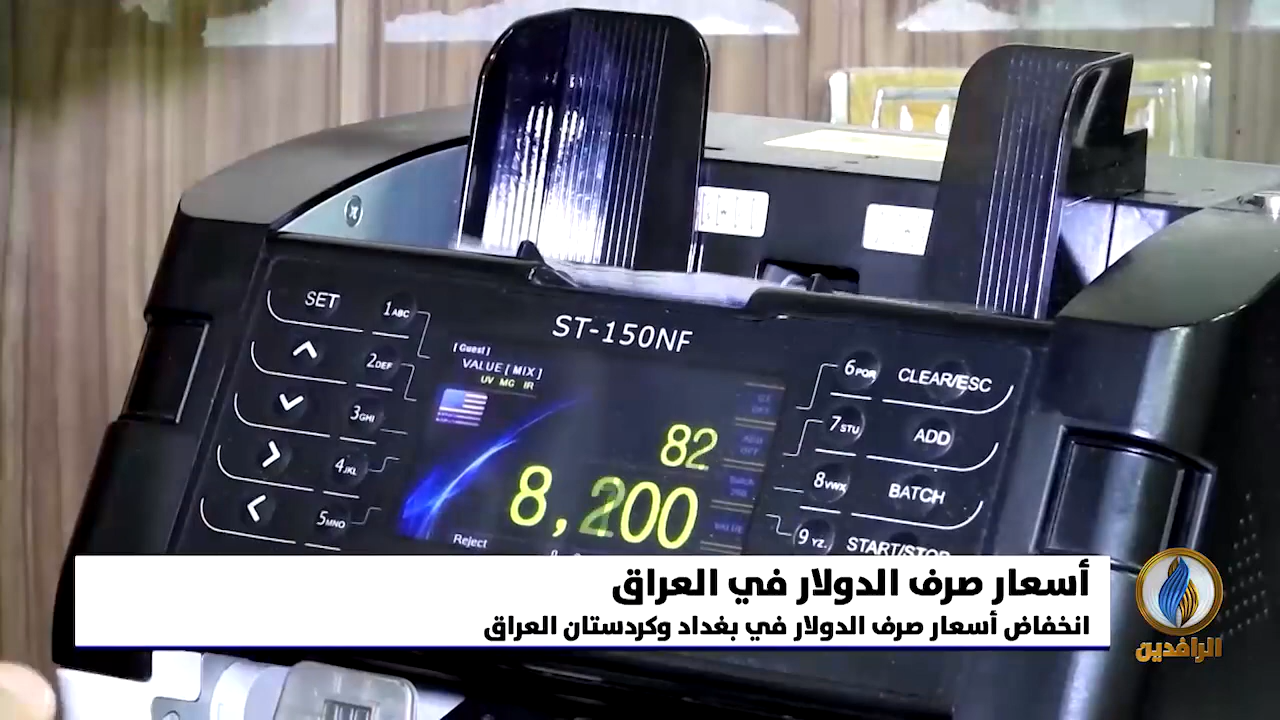 ST-150NF
SET
1ABC
2DEF
3GHI
4JKL
5MNO
[ Guest ]
VALUE [ MIX ]
UV MG IR
82
8,200
Reject
6PQR
CLEAR/ESC
7STU
ADD
8VWX
BATCH
9YZ.
START/STOP
أسعار صرف الدولار في العراق
انخفاض أسعار صرف الدولار في بغداد وكردستان العراق
الرافدين